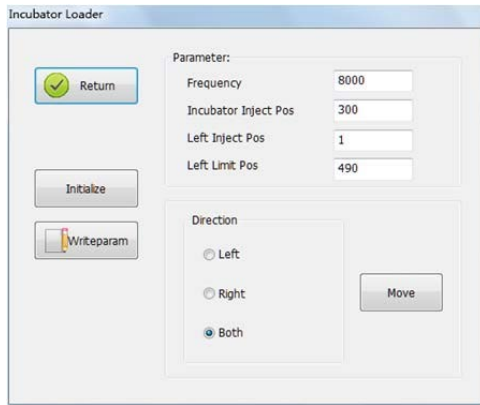 Incubator Loader
Return
Initialize
Writeparam
Parameter:
Frequency 8000
Incubator Inject Pos 300
Left Inject Pos 1
Left Limit Pos 490
Direction
Left
Right
Both
Move